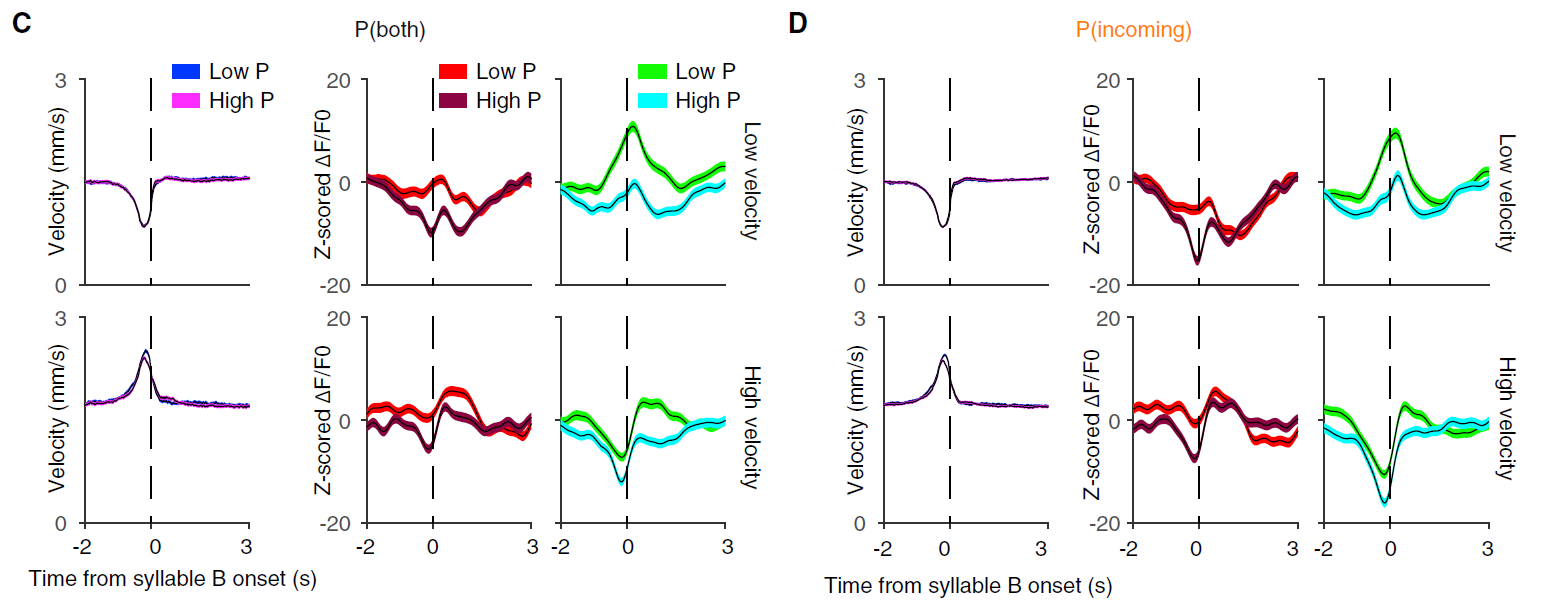 C
P(both)
D
P(incoming)
Low P
High P
Low P
High P
Low P
High P
3
0
Velocity (mm/s)
20
0
-20
Z-scored ΔF/F0
Low velocity
3
0
Velocity (mm/s)
20
0
-20
Z-scored ΔF/F0
Low velocity
3
0
Velocity (mm/s)
20
0
-20
Z-scored ΔF/F0
High velocity
3
0
Velocity (mm/s)
20
0
-20
Z-scored ΔF/F0
High velocity
-2 0 3
-2 0 3
-2 0 3
-2 0 3
-2 0 3
-2 0 3
Time from syllable B onset (s)
Time from syllable B onset (s)